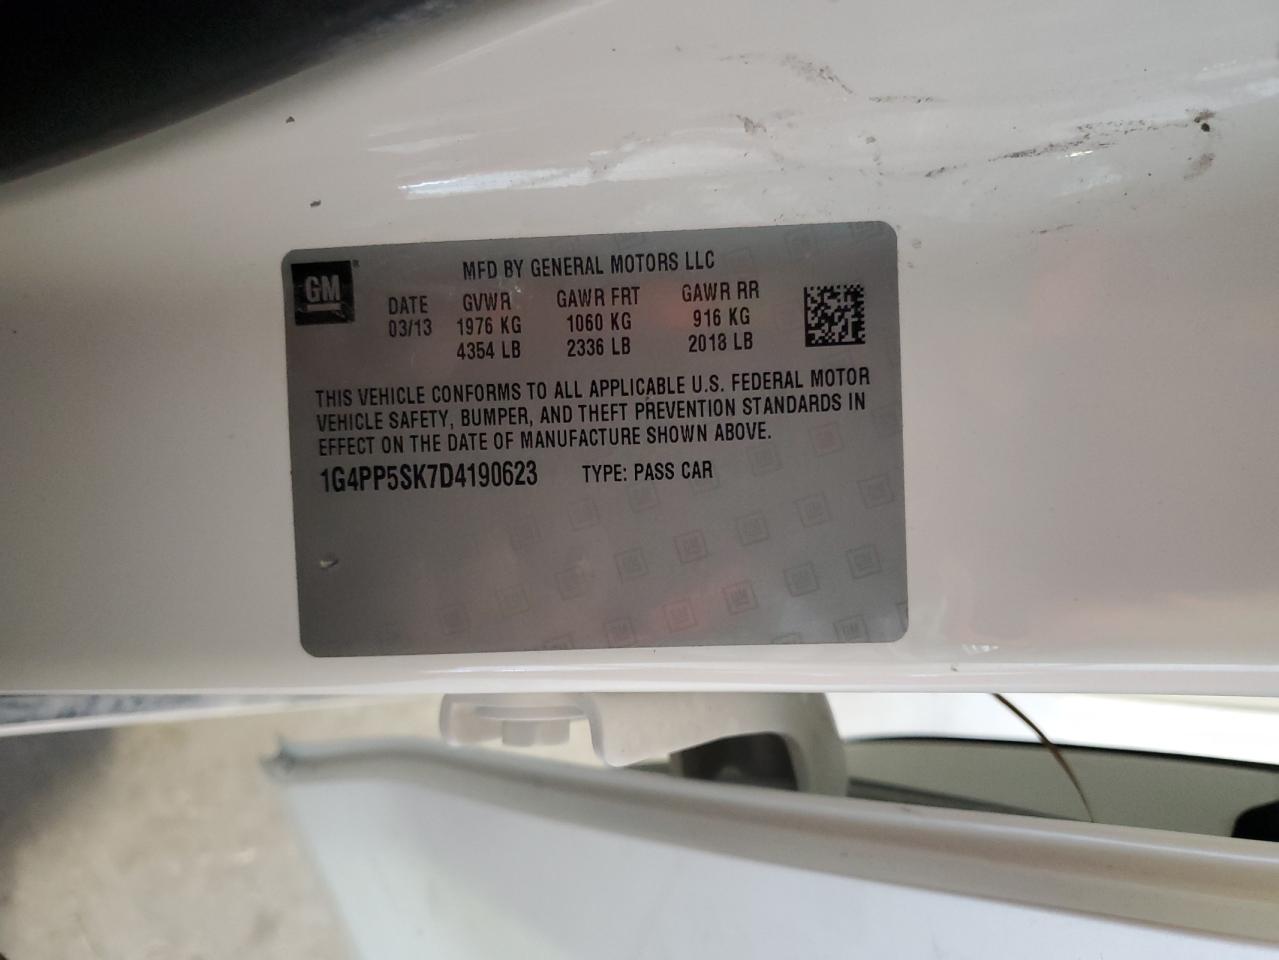 GM
MFD BY GENERAL MOTORS LLC
DATE GVWR GAWR FRT GAWR RR
03/13 1976 KG 1060 KG 916 KG
4354 LB 2336 LB 2018 LB
THIS VEHICLE CONFORMS TO ALL APPLICABLE U.S. FEDERAL MOTOR
VEHICLE SAFETY, BUMPER, AND THEFT PREVENTION STANDARDS IN
EFFECT ON THE DATE OF MANUFACTURE SHOWN ABOVE.
1G4PP5SK7D4190623 TYPE: PASS CAR